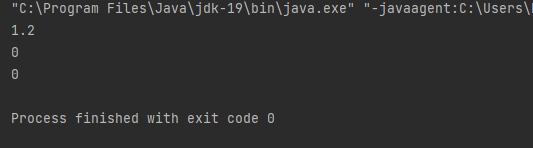 "C:\Program Files\Java\jdk-19\bin\java.exe" "-javaagent:C:\Users\
1.2
0
0
Process finished with exit code 0